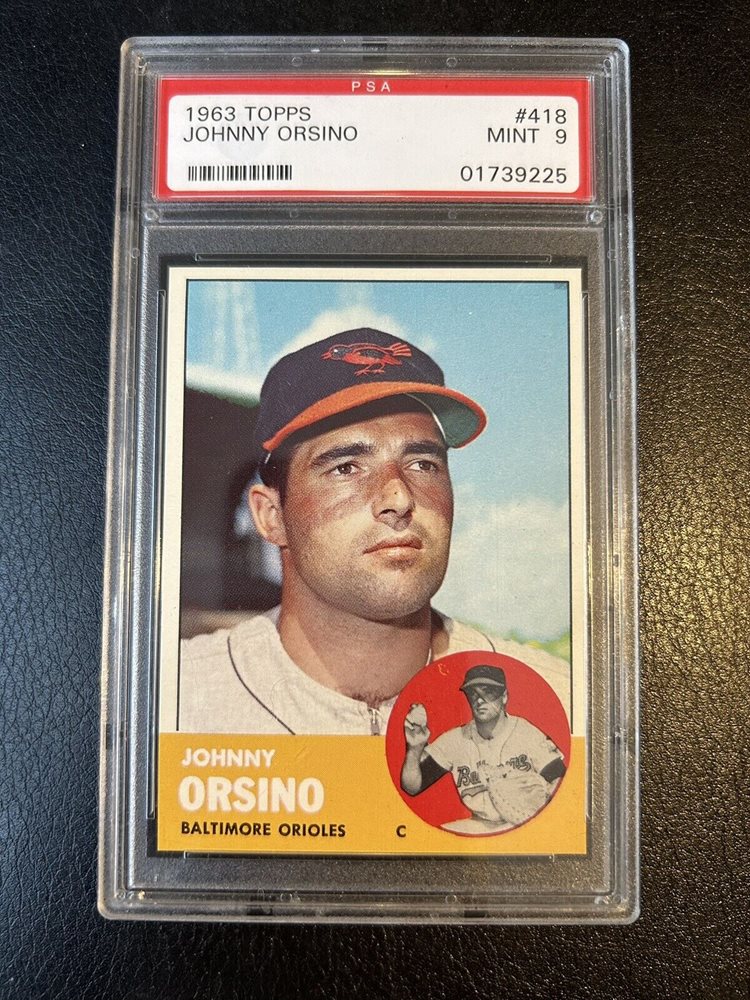 PSA
1963 TOPPS #418
JOHNNY ORSINO MINT 9
01739225
JOHNNY
ORSINO
BALTIMORE ORIOLES C